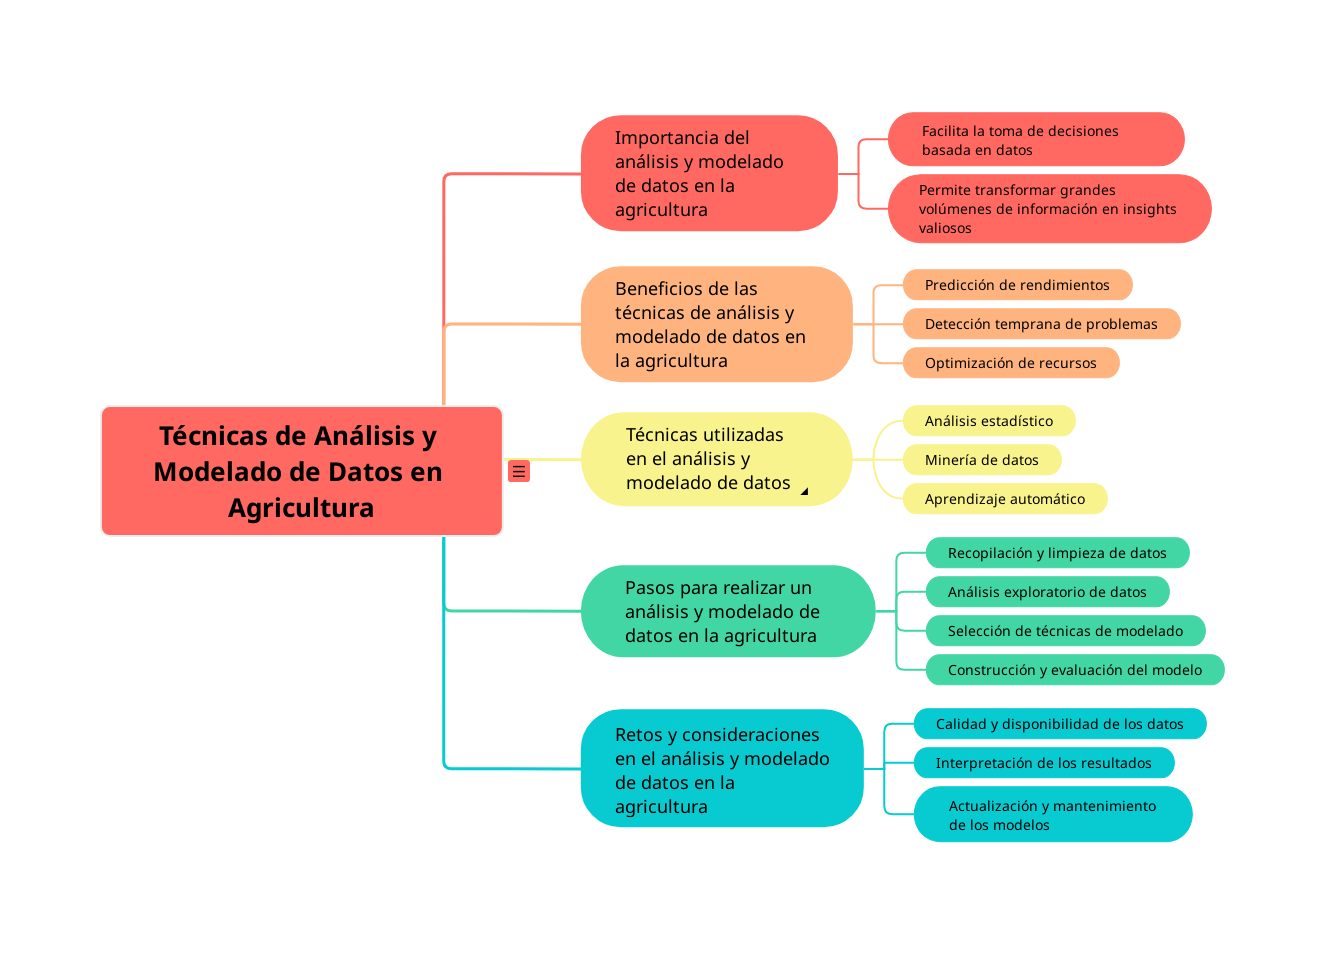 Técnicas de Análisis y
Modelado de Datos en
Agricultura
Importancia del
análisis y modelado
de datos en la
agricultura
Facilita la toma de decisiones
basada en datos
Permite transformar grandes
volúmenes de información en insights
valiosos
Beneficios de las
técnicas de análisis y
modelado de datos en
la agricultura
Predicción de rendimientos
Detección temprana de problemas
Optimización de recursos
Técnicas utilizadas
en el análisis y
modelado de datos
Análisis estadístico
Minería de datos
Aprendizaje automático
Pasos para realizar un
análisis y modelado de
datos en la agricultura
Recopilación y limpieza de datos
Análisis exploratorio de datos
Selección de técnicas de modelado
Construcción y evaluación del modelo
Retos y consideraciones
en el análisis y modelado
de datos en la
agricultura
Calidad y disponibilidad de los datos
Interpretación de los resultados
Actualización y mantenimiento
de los modelos